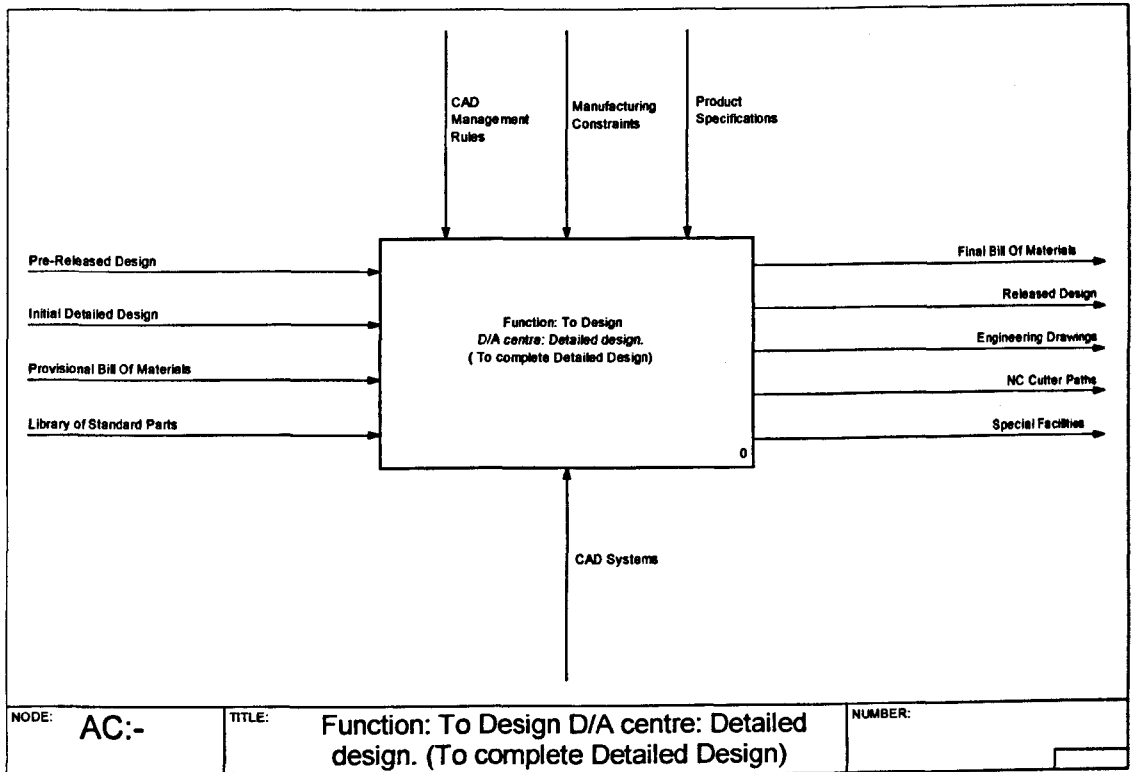 CAD
Management
Rules
Manufacturing
Constraints
Product
Specifications
Pre-Released Design
Initial Detailed Design
Provisional Bill Of Materials
Library of Standard Parts
Function: To Design
D/A centre: Detailed design.
( To complete Detailed Design)
0
Final Bill Of Materials
Released Design
Engineering Drawings
NC Cutter Paths
Special Facilities
CAD Systems
NODE:
AC:-
TITLE:
Function: To Design D/A centre: Detailed
design. (To complete Detailed Design)
NUMBER: